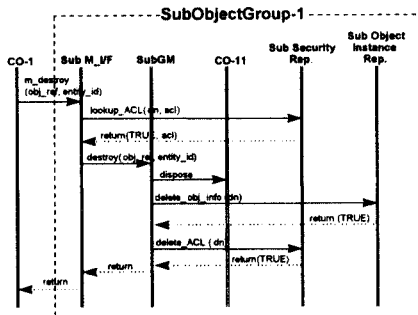 SubObjectGroup-1
CO-1
Sub M_I/F
SubGM
CO-11
Sub Security
Rep.
Sub Object
Instance
Rep.
m_destroy
(obj_ref, entity_id)
lookup_ACL(dn, acl)
return(TRUE, acl)
destroy(obj_ref, entity_id)
dispose
delete_obj_info (dn)
return (TRUE)
delete_ACL ( dn)
return(TRUE)
return
return